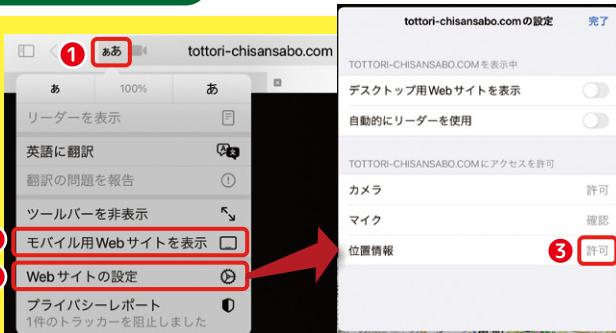 1
ぁあ
tottori-chisansabo.com
あ
100%
あ
リーダーを表示
英語に翻訳
翻訳の問題を報告
ツールバーを非表示
モバイル用Webサイトを表示
Webサイトの設定
プライバシーレポート
1件のトラッカーを阻止しました
tottori-chisansabo.comの設定
完了
TOTTORI-CHISANSABO.COMを表示中
デスクトップ用Webサイトを表示
自動的にリーダーを使用
TOTTORI-CHISANSABO.COMにアクセスを許可
カメラ 許可
マイク 確認
位置情報 3 許可